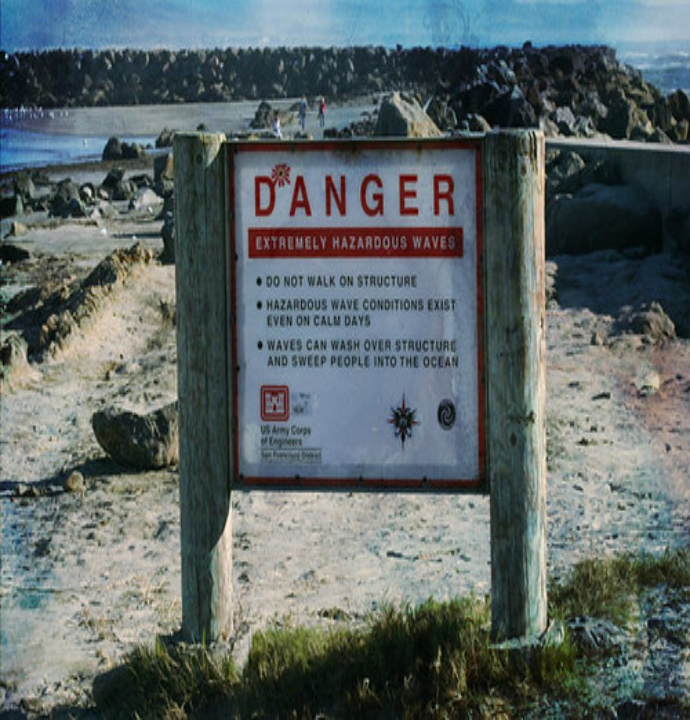 DANGER
EXTREMELY HAZARDOUS WAVES
● DO NOT WALK ON STRUCTURE
● HAZARDOUS WAVE CONDITIONS EXIST
EVEN ON CALM DAYS
● WAVES CAN WASH OVER STRUCTURE
AND SWEEP PEOPLE INTO THE OCEAN
US Army Corps
of Engineers
San Francisco District